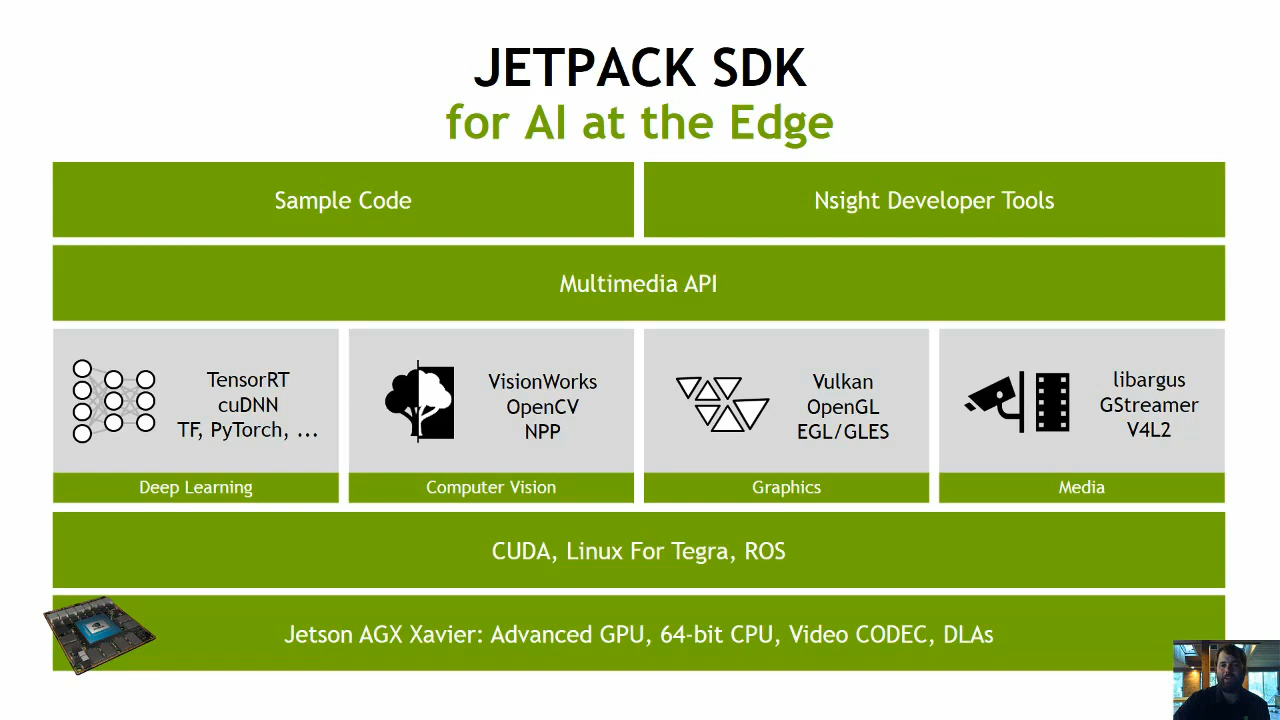 JETPACK SDK
for AI at the Edge
Sample Code
Nsight Developer Tools
Multimedia API
TensorRT
cuDNN
TF, PyTorch, ...
Deep Learning
VisionWorks
OpenCV
NPP
Computer Vision
Vulkan
OpenGL
EGL/GLES
Graphics
libargus
GStreamer
V4L2
Media
CUDA, Linux For Tegra, ROS
Jetson AGX Xavier: Advanced GPU, 64-bit CPU, Video CODEC, DLAs